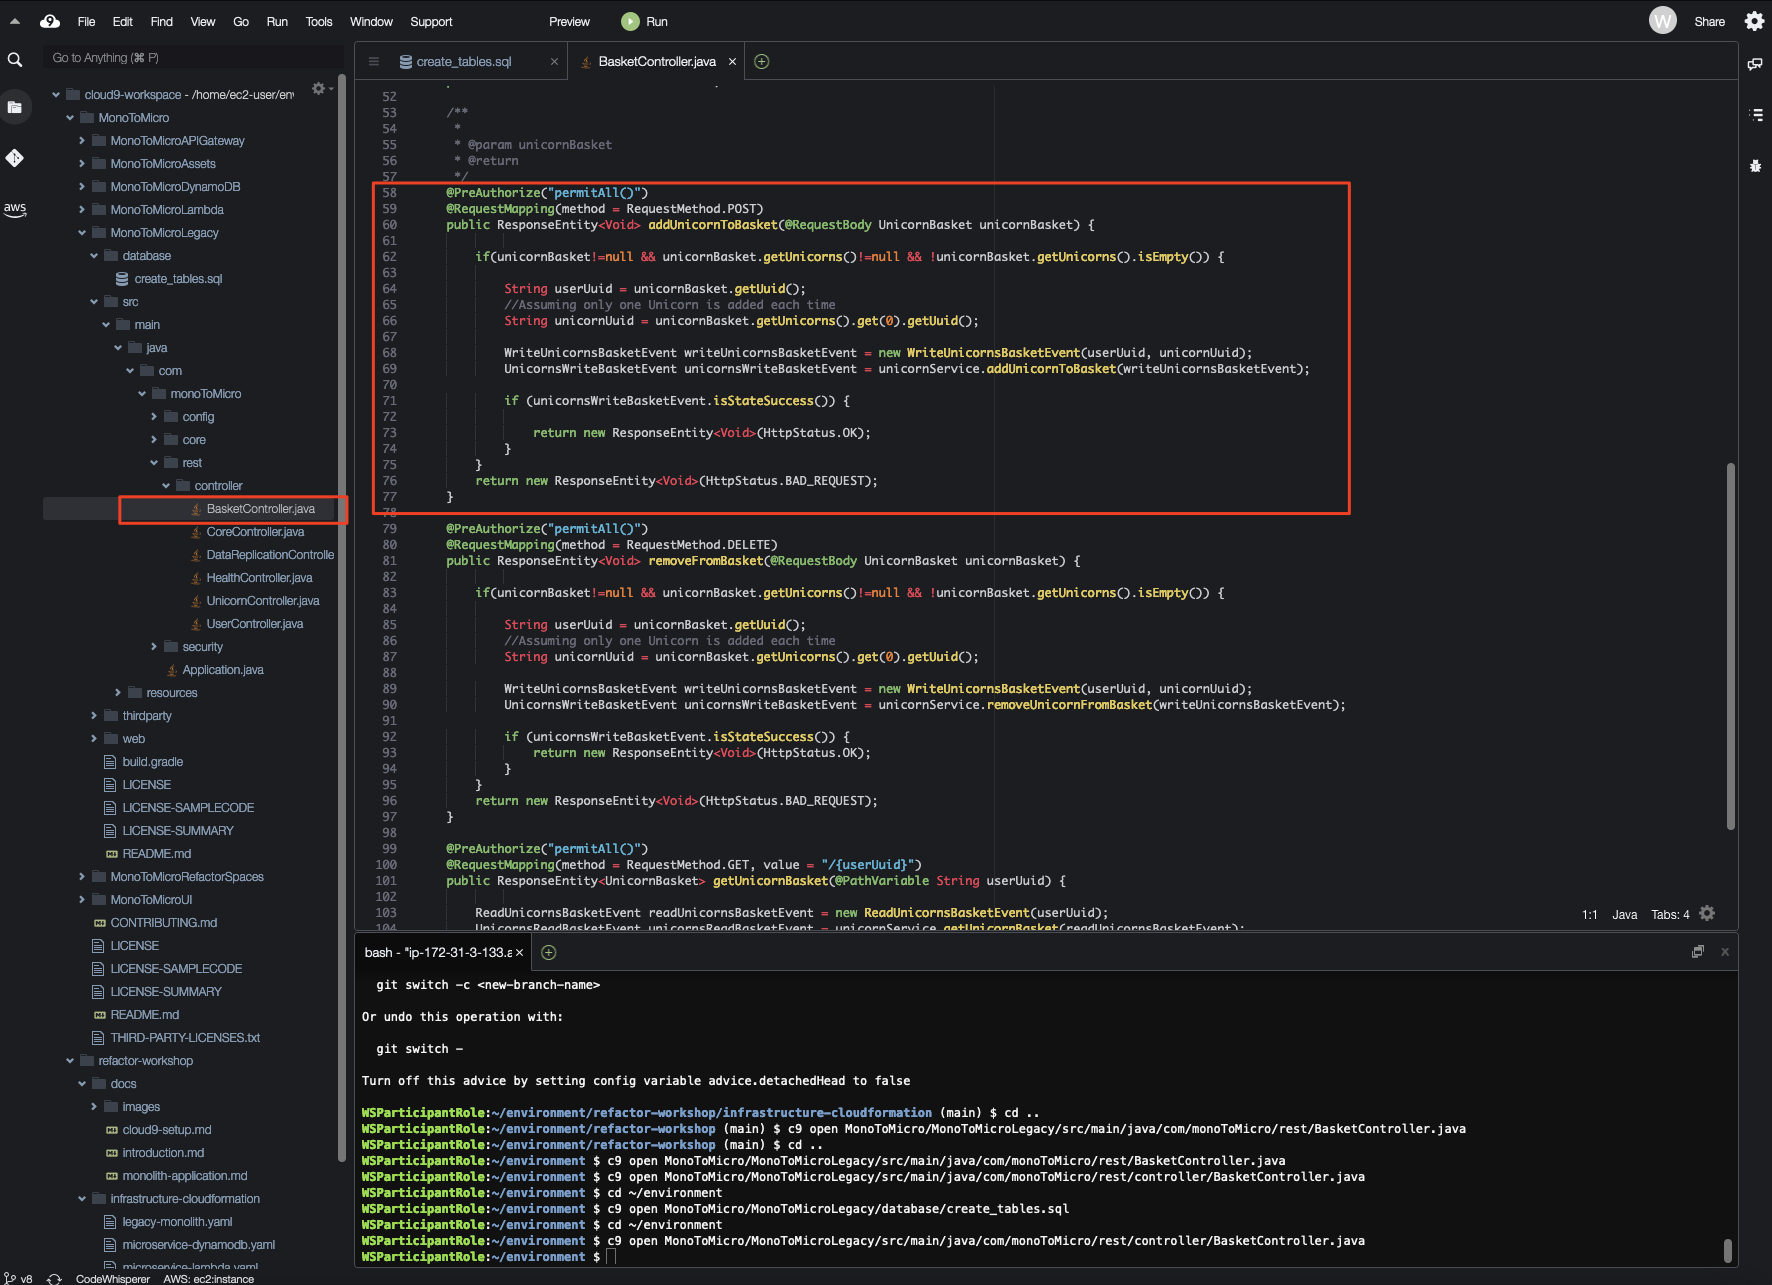 File Edit Find View Go Run Tools Window Support Preview Run W Share
Go to Anything (⌘ P)
cloud9-workspace - /home/ec2-user/env
MonoToMicro
MonoToMicroAPIGateway
MonoToMicroAssets
MonoToMicroDynamoDB
MonoToMicroLambda
MonoToMicroLegacy
database
create_tables.sql
src
main
java
com
monoToMicro
config
core
rest
controller
BasketController.java
CoreController.java
DataReplicationControlle
HealthController.java
UnicornController.java
UserController.java
security
Application.java
resources
thirdparty
web
build.gradle
LICENSE
LICENSE-SAMPLECODE
LICENSE-SUMMARY
README.md
MonoToMicroRefactorSpaces
MonoToMicroUI
CONTRIBUTING.md
LICENSE
LICENSE-SAMPLECODE
LICENSE-SUMMARY
README.md
THIRD-PARTY-LICENSES.txt
refactor-workshop
docs
images
cloud9-setup.md
introduction.md
monolith-application.md
infrastructure-cloudformation
legacy-monolith.yaml
microservice-dynamodb.yaml
microservice-lambda.yaml
aws
create_tables.sql × BasketController.java ×
52
53 /**
54 *
55 * @param unicornBasket
56 * @return
57 */
58 @PreAuthorize("permitAll()")
59 @RequestMapping(method = RequestMethod.POST)
60 public ResponseEntity<Void> addUnicornToBasket(@RequestBody UnicornBasket unicornBasket) {
61
62 if(unicornBasket!=null && unicornBasket.getUnicorns()!=null && !unicornBasket.getUnicorns().isEmpty()) {
63
64 String userUuid = unicornBasket.getUuid();
65 //Assuming only one Unicorn is added each time
66 String unicornUuid = unicornBasket.getUnicorns().get(0).getUuid();
67
68 WriteUnicornsBasketEvent writeUnicornsBasketEvent = new WriteUnicornsBasketEvent(userUuid, unicornUuid);
69 UnicornsWriteBasketEvent unicornsWriteBasketEvent = unicornService.addUnicornToBasket(writeUnicornsBasketEvent);
70
71 if (unicornsWriteBasketEvent.isStateSuccess()) {
72
73 return new ResponseEntity<Void>(HttpStatus.OK);
74 }
75 }
76 return new ResponseEntity<Void>(HttpStatus.BAD_REQUEST);
77 }
78
79 @PreAuthorize("permitAll()")
80 @RequestMapping(method = RequestMethod.DELETE)
81 public ResponseEntity<Void> removeFromBasket(@RequestBody UnicornBasket unicornBasket) {
82
83 if(unicornBasket!=null && unicornBasket.getUnicorns()!=null && !unicornBasket.getUnicorns().isEmpty()) {
84
85 String userUuid = unicornBasket.getUuid();
86 //Assuming only one Unicorn is added each time
87 String unicornUuid = unicornBasket.getUnicorns().get(0).getUuid();
88
89 WriteUnicornsBasketEvent writeUnicornsBasketEvent = new WriteUnicornsBasketEvent(userUuid, unicornUuid);
90 UnicornsWriteBasketEvent unicornsWriteBasketEvent = unicornService.removeUnicornFromBasket(writeUnicornsBasketEvent);
91
92 if (unicornsWriteBasketEvent.isStateSuccess()) {
93 return new ResponseEntity<Void>(HttpStatus.OK);
94 }
95 }
96 return new ResponseEntity<Void>(HttpStatus.BAD_REQUEST);
97 }
98
99 @PreAuthorize("permitAll()")
100 @RequestMapping(method = RequestMethod.GET, value = "/{userUuid}")
101 public ResponseEntity<UnicornBasket> getUnicornBasket(@PathVariable String userUuid) {
102
103 ReadUnicornsBasketEvent readUnicornsBasketEvent = new ReadUnicornsBasketEvent(userUuid);
104 UnicornsReadBasketEvent unicornsReadBasketEvent = unicornService.getUnicornBasket(readUnicornsBasketEvent);
1:1 Java Tabs: 4
bash - "ip-172-31-3-133.a ×
git switch -c <new-branch-name>
Or undo this operation with:
git switch -
Turn off this advice by setting config variable advice.detachedHead to false
WSParticipantRole:~/environment/refactor-workshop/infrastructure-cloudformation (main) $ cd ..
WSParticipantRole:~/environment/refactor-workshop (main) $ c9 open MonoToMicro/MonoToMicroLegacy/src/main/java/com/monoToMicro/rest/BasketController.java
WSParticipantRole:~/environment/refactor-workshop (main) $ cd ..
WSParticipantRole:~/environment $ c9 open MonoToMicro/MonoToMicroLegacy/src/main/java/com/monoToMicro/rest/BasketController.java
WSParticipantRole:~/environment $ c9 open MonoToMicro/MonoToMicroLegacy/src/main/java/com/monoToMicro/rest/controller/BasketController.java
WSParticipantRole:~/environment $ cd ~/environment
WSParticipantRole:~/environment $ c9 open MonoToMicro/MonoToMicroLegacy/database/create_tables.sql
WSParticipantRole:~/environment $ cd ~/environment
WSParticipantRole:~/environment $ c9 open MonoToMicro/MonoToMicroLegacy/src/main/java/com/monoToMicro/rest/controller/BasketController.java
WSParticipantRole:~/environment $
v8 CodeWhisperer AWS: ec2:instance